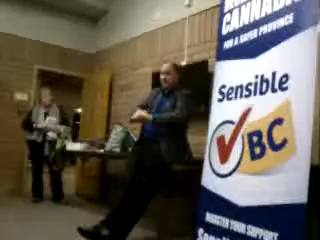 CANNABIS
FOR A SAFER PROVINCE
Sensible
BC
REGISTER YOUR SUPPORT